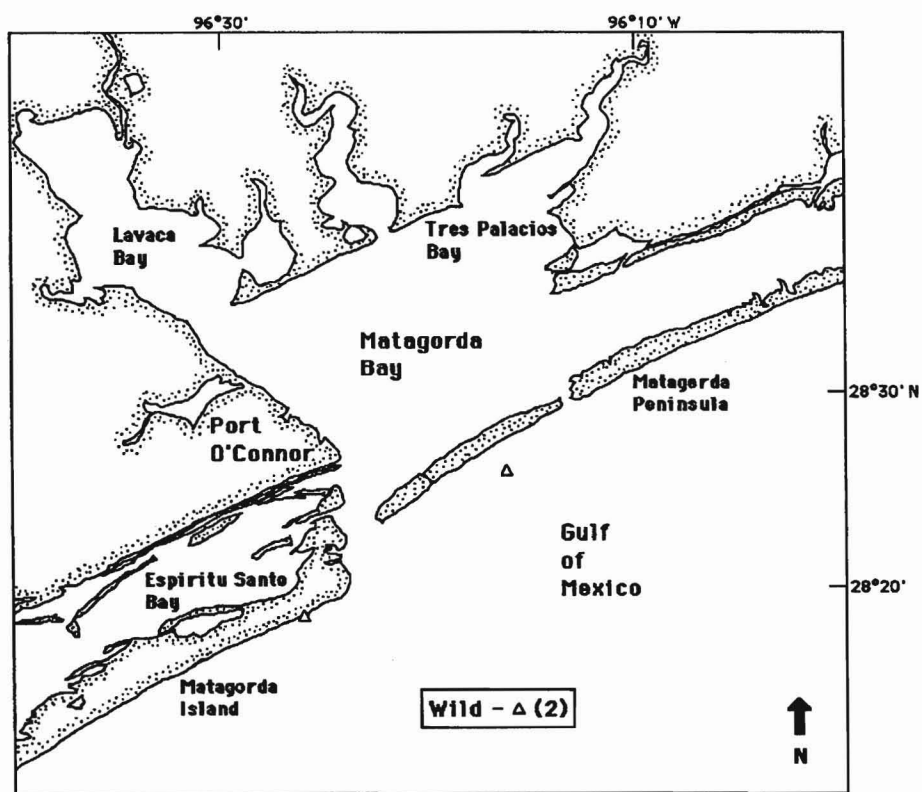 96°30'
96°10' W
Lavaca
Bay
Tres Palacios
Bay
Matagorda
Bay
Matagorda
Peninsula
28°30' N
Port
O'Connor
Gulf
of
Mexico
Espiritu Santo
Bay
28°20'
Matagorda
Island
Wild - Δ (2)
N